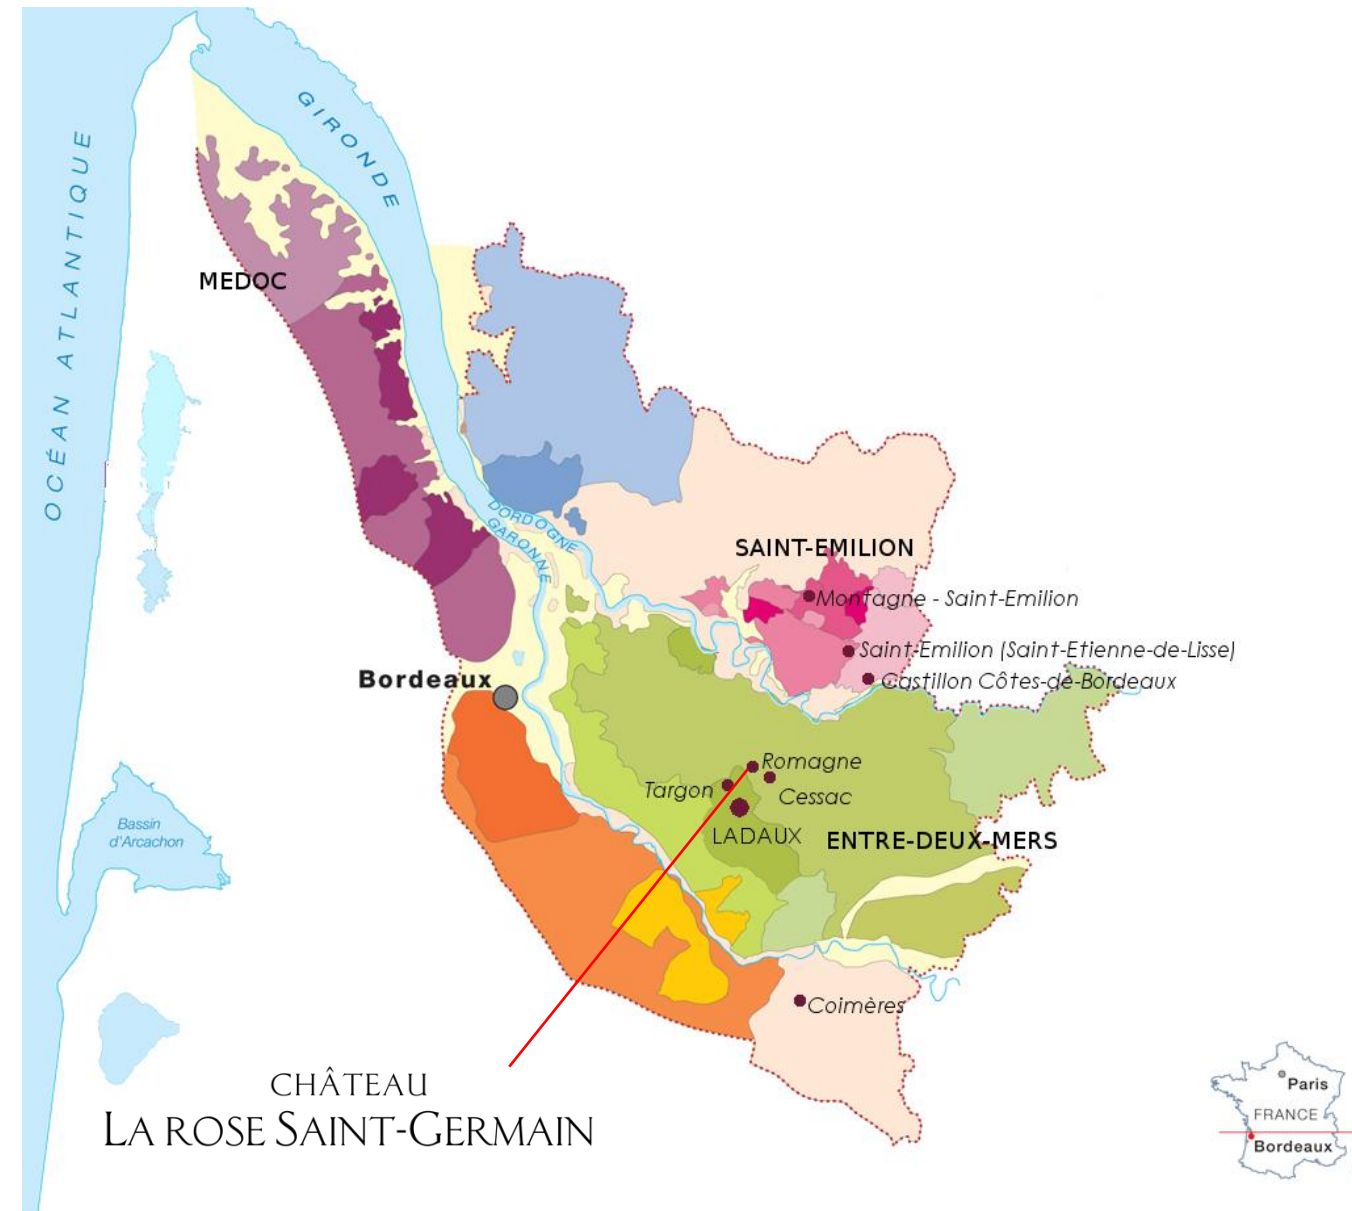 OCÉAN ATLANTIQUE
GIRONDE
MEDOC
DORDOGNE
GARONNE
SAINT-EMILION
Montagne - Saint-Emilion
Saint-Emilion (Saint-Etienne-de-Lisse)
Castillon Côtes-de-Bordeaux
Bordeaux
Romagne
Targon
Cessac
LADAUX
ENTRE-DEUX-MERS
Bassin
d'Arcachon
Coimères
CHÂTEAU
LA ROSE SAINT-GERMAIN
Paris
FRANCE
Bordeaux